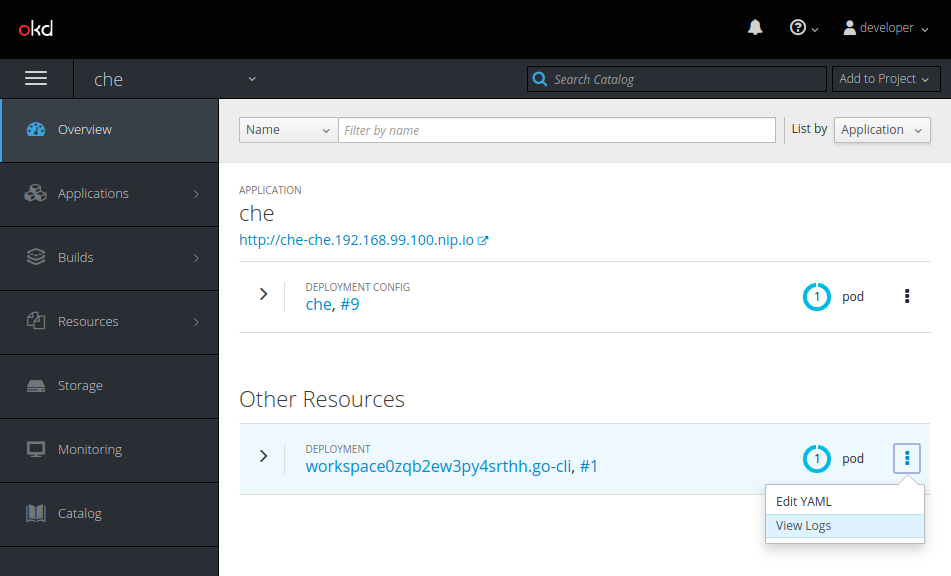 okd
developer
che
Search Catalog
Add to Project
Overview
Applications
Builds
Resources
Storage
Monitoring
Catalog
Name
Filter by name
List by
Application
APPLICATION
che
http://che-che.192.168.99.100.nip.io
DEPLOYMENT CONFIG
che, #9
1 pod
Other Resources
DEPLOYMENT
workspace0zqb2ew3py4srthh.go-cli, #1
1 pod
Edit YAML
View Logs